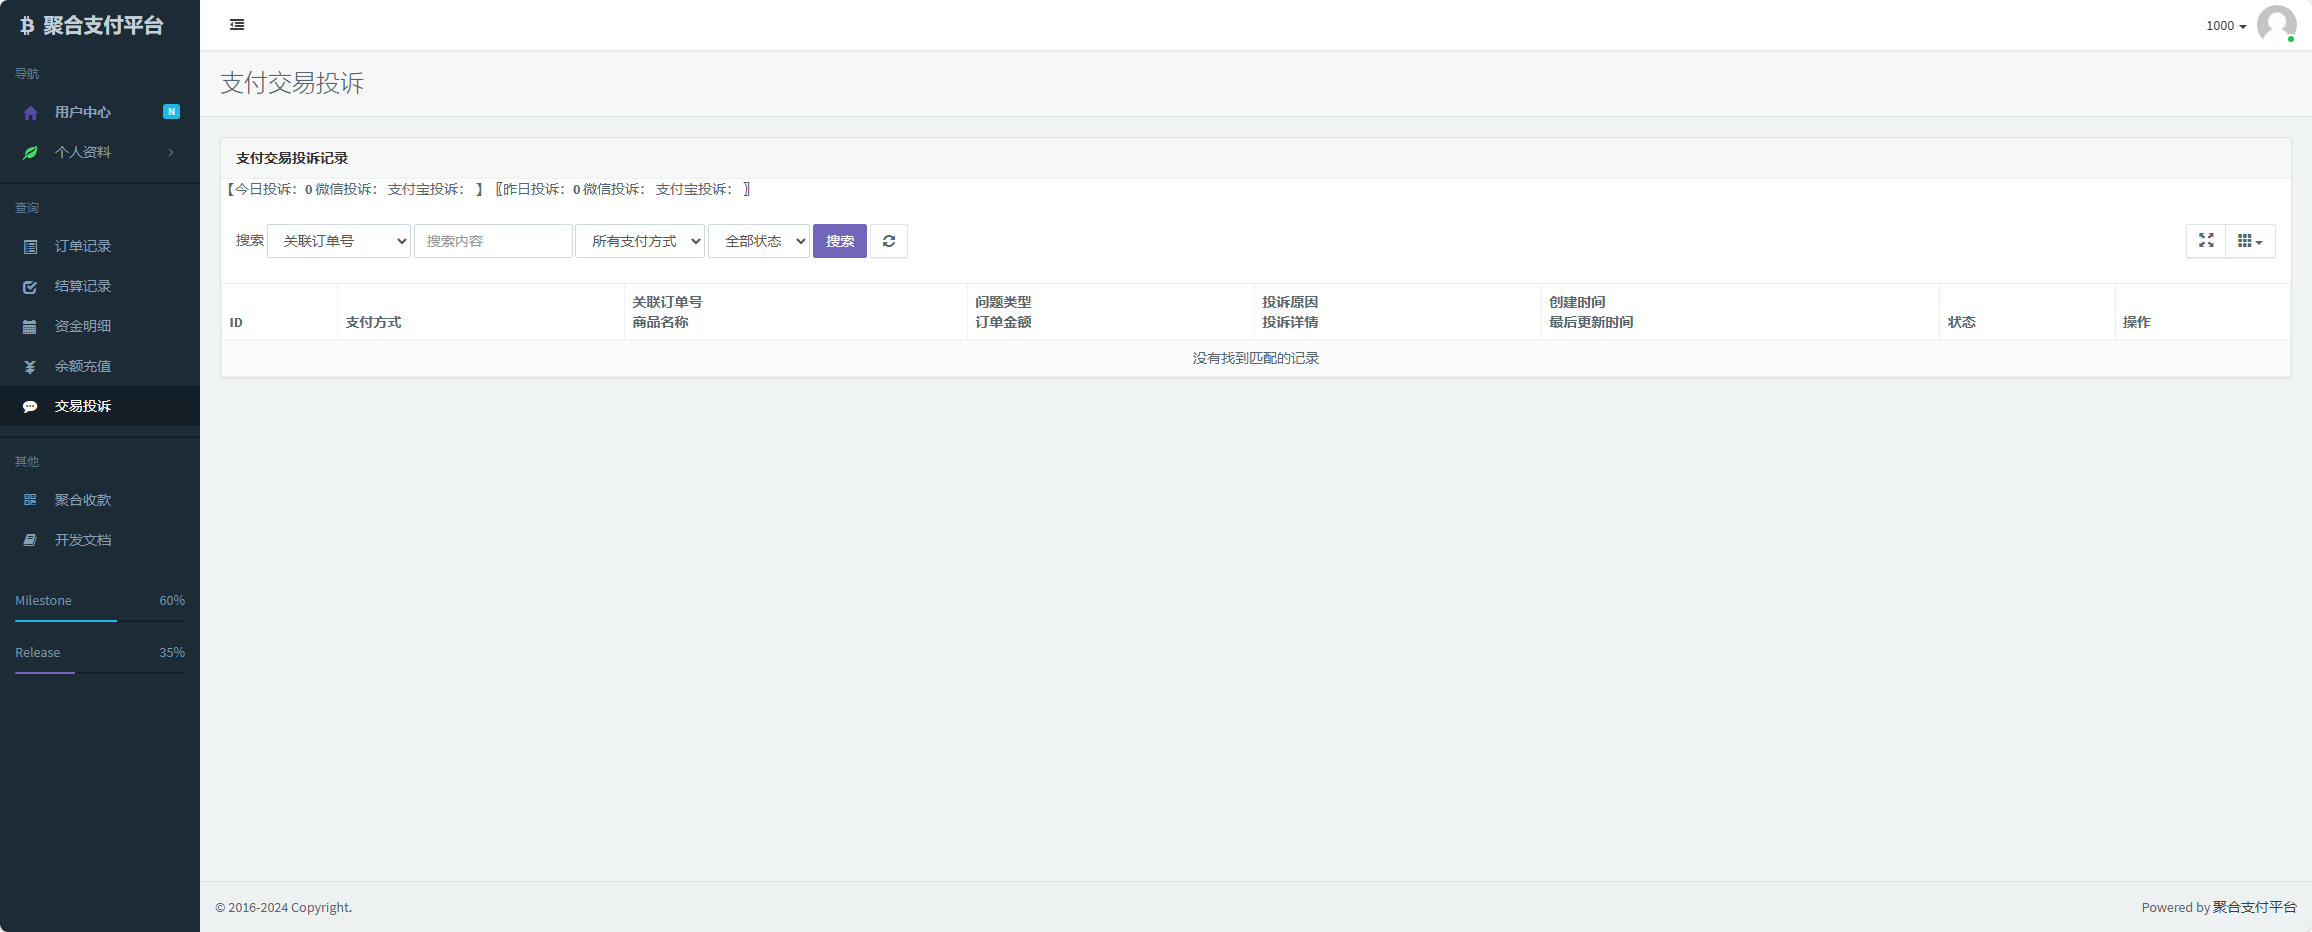 聚合支付平台
1000
导航
用户中心 N
个人资料
查询
订单记录
结算记录
资金明细
余额充值
交易投诉
其他
聚合收款
开发文档
Milestone 60%
Release 35%
支付交易投诉
支付交易投诉记录
【今日投诉：0 微信投诉： 支付宝投诉： 】〖昨日投诉：0 微信投诉： 支付宝投诉： 〗
搜索 关联订单号 搜索内容 所有支付方式 全部状态 搜索
ID 支付方式 关联订单号 商品名称 问题类型 订单金额 投诉原因 投诉详情 创建时间 最后更新时间 状态 操作
没有找到匹配的记录
© 2016-2024 Copyright. Powered by 聚合支付平台